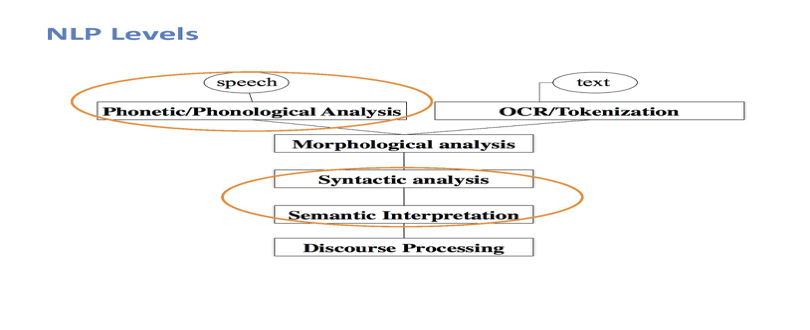 NLP Levels
speech
text
Phonetic/Phonological Analysis
OCR/Tokenization
Morphological analysis
Syntactic analysis
Semantic Interpretation
Discourse Processing